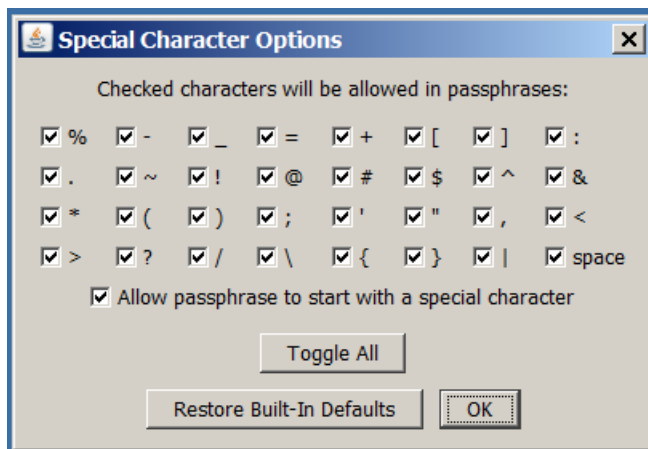 Special Character Options
Checked characters will be allowed in passphrases:
% - _ = + [ ] :
. ~ ! @ # $ ^ &
* ( ) ; ' " , <
> ? / \ { } | space
Allow passphrase to start with a special character
Toggle All
Restore Built-In Defaults OK